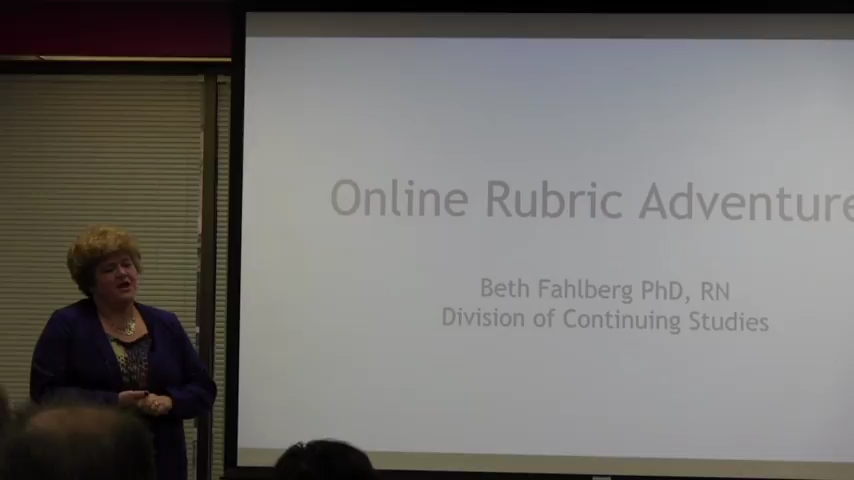 Online Rubric Adventure
Beth Fahlberg PhD, RN
Division of Continuing Studies